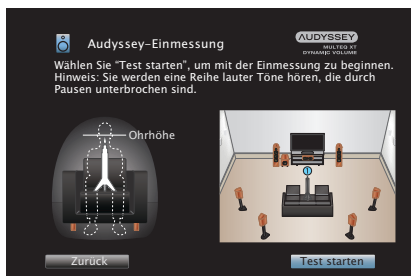 Audyssey-Einmessung
AUDYSSEY
MULTEQ XT
DYNAMIC VOLUME
Wählen Sie “Test starten”, um mit der Einmessung zu beginnen.
Hinweis: Sie werden eine Reihe lauter Töne hören, die durch
Pausen unterbrochen sind.
Ohrhöhe
1
Zurück
Test starten